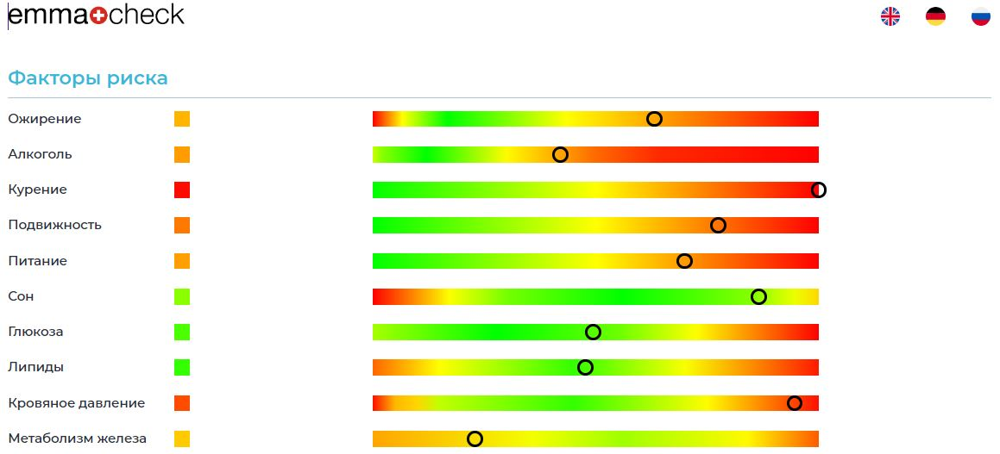 emma check
Факторы риска
Ожирение
Алкоголь
Курение
Подвижность
Питание
Сон
Глюкоза
Липиды
Кровяное давление
Метаболизм железа